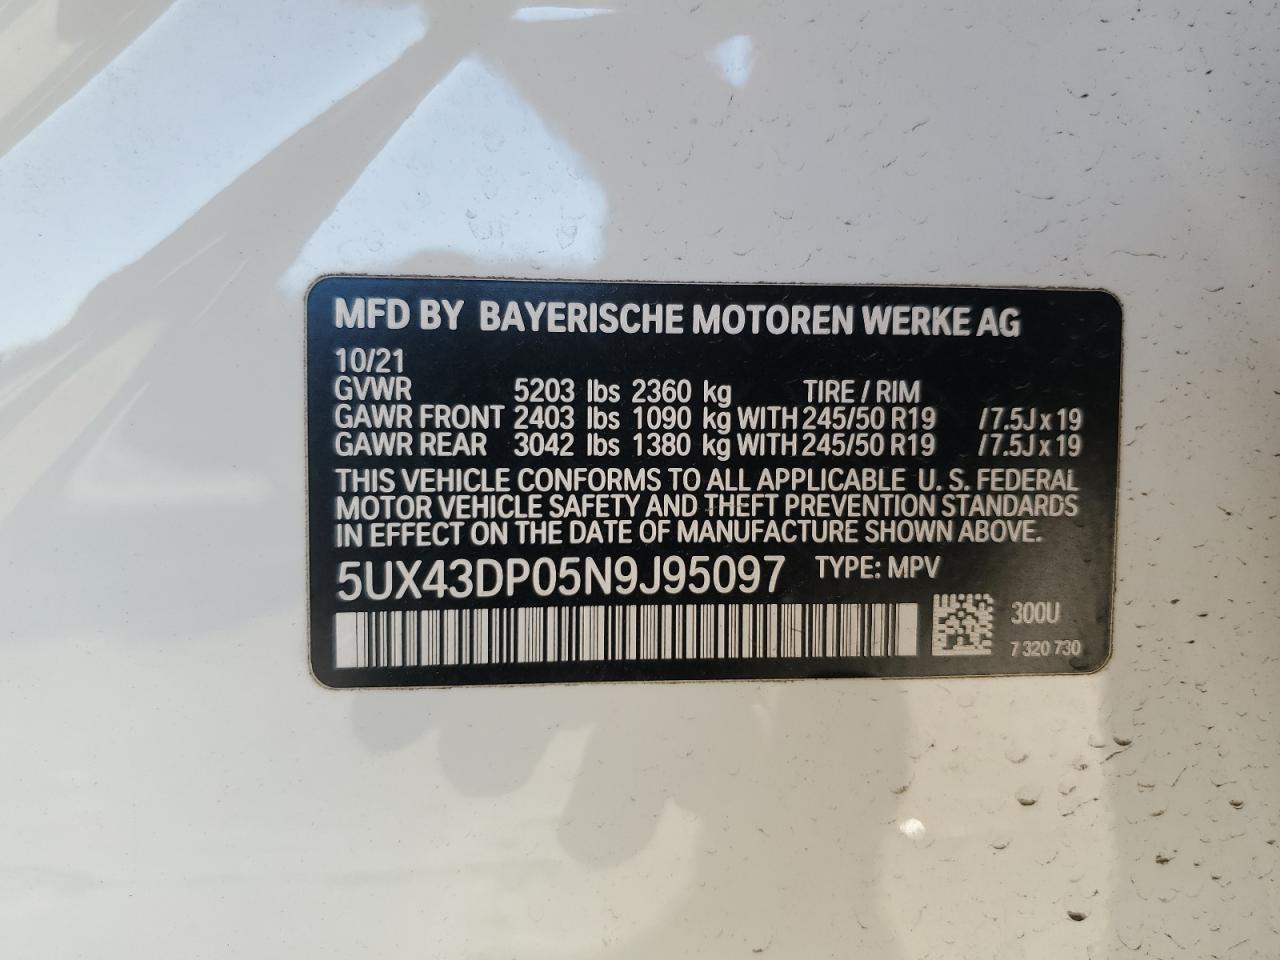 MFD BY BAYERISCHE MOTOREN WERKE AG
10/21
GVWR 5203 lbs 2360 kg TIRE / RIM
GAWR FRONT 2403 lbs 1090 kg WITH 245/50 R19 /7.5J x 19
GAWR REAR 3042 lbs 1380 kg WITH 245/50 R19 /7.5J x 19
THIS VEHICLE CONFORMS TO ALL APPLICABLE U. S. FEDERAL
MOTOR VEHICLE SAFETY AND THEFT PREVENTION STANDARDS
IN EFFECT ON THE DATE OF MANUFACTURE SHOWN ABOVE.
5UX43DP05N9J95097 TYPE: MPV
300U
7 320 730